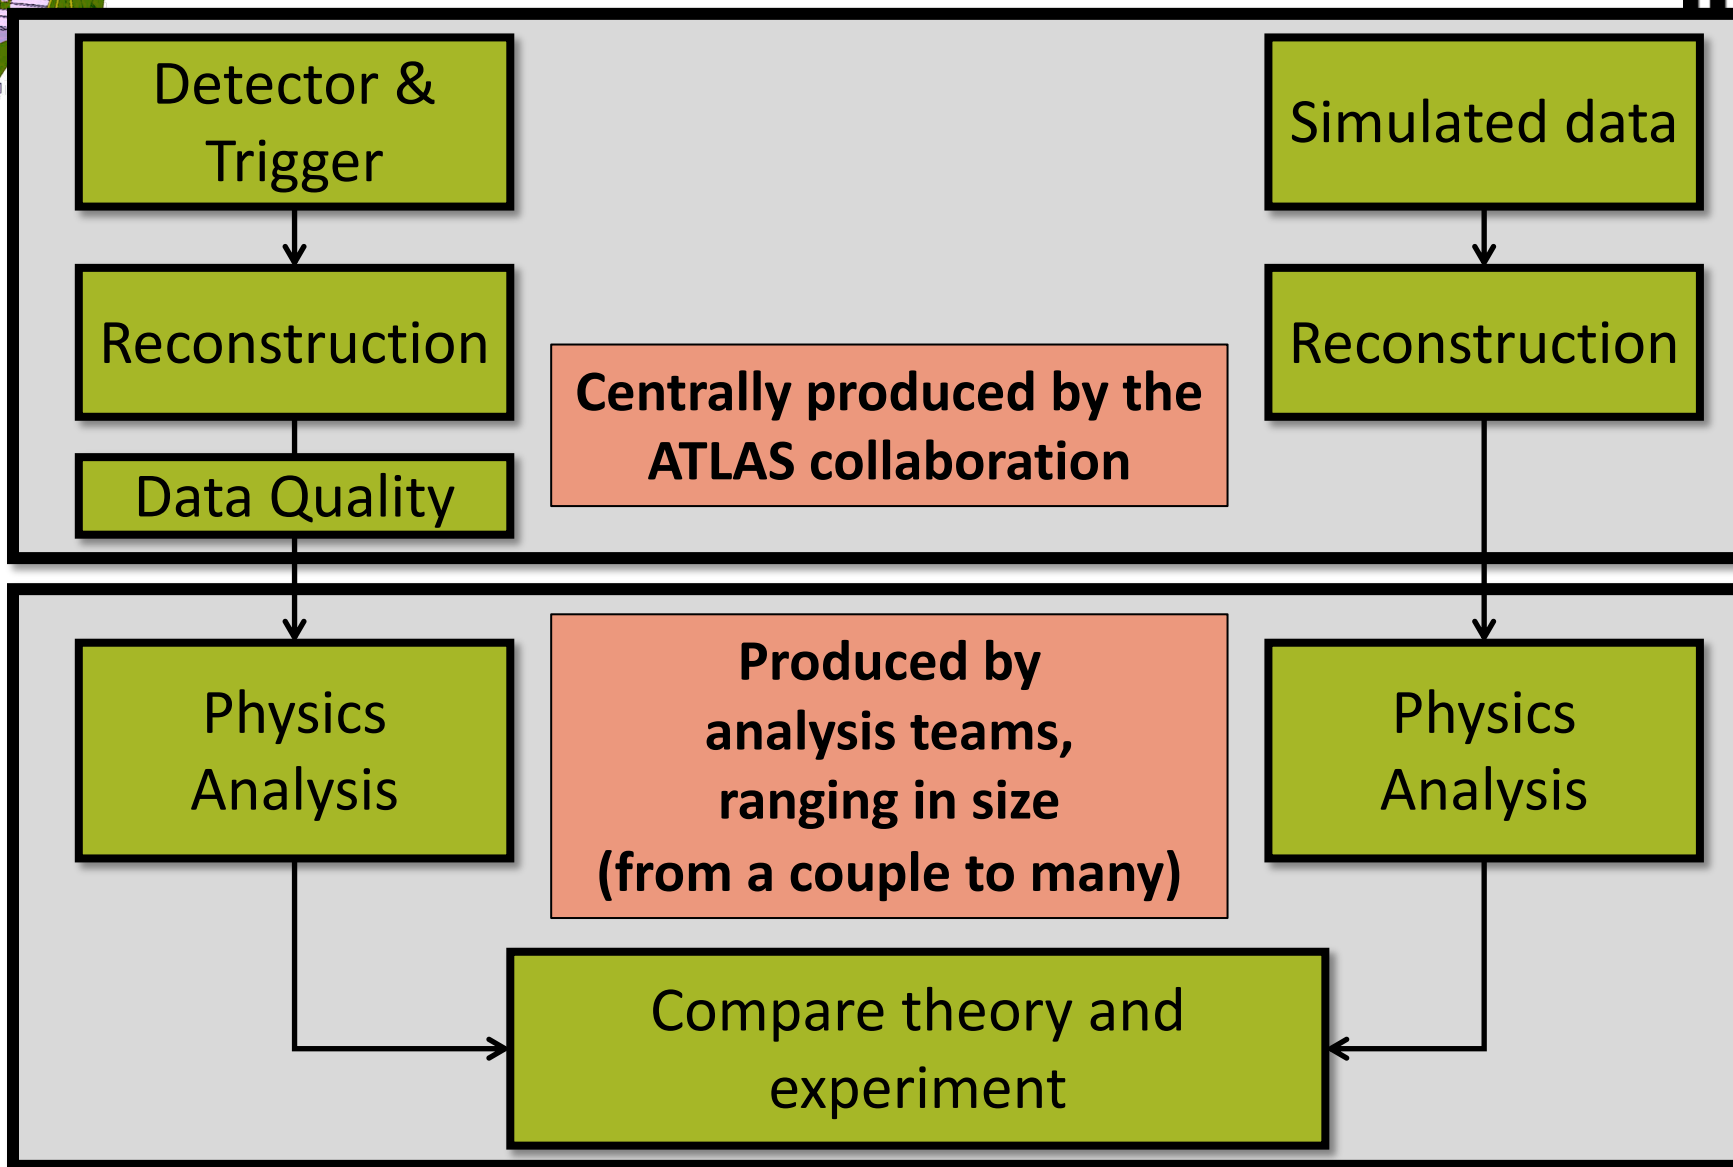 Detector &
Trigger
Simulated data
Reconstruction
Reconstruction
Centrally produced by the
ATLAS collaboration
Data Quality
Physics
Analysis
Produced by
analysis teams,
ranging in size
(from a couple to many)
Physics
Analysis
Compare theory and
experiment